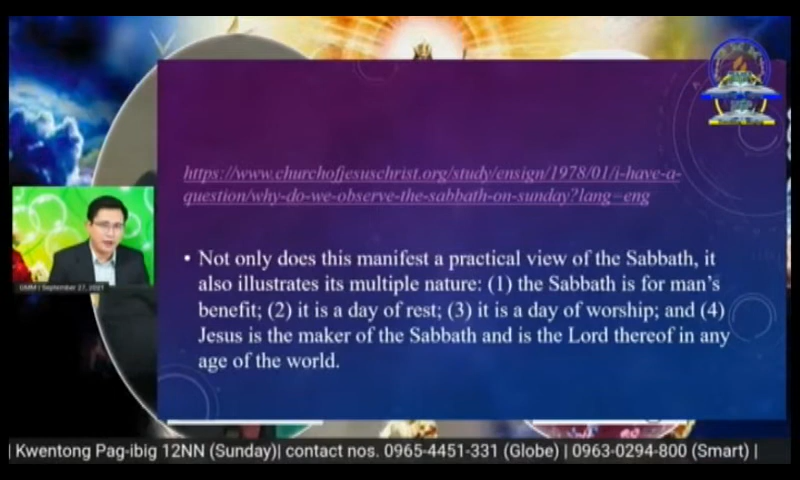 https://www.churchofjesuschrist.org/study/ensign/1978/01/i-have-a-
question/why-do-we-observe-the-sabbath-on-sunday?lang=eng
• Not only does this manifest a practical view of the Sabbath, it
also illustrates its multiple nature: (1) the Sabbath is for man's
benefit; (2) it is a day of rest; (3) it is a day of worship; and (4)
Jesus is the maker of the Sabbath and is the Lord thereof in any
age of the world.
GMM I September 27, 2021
| Kwentong Pag-ibig 12NN (Sunday)| contact nos. 0965-4451-331 (Globe) | 0963-0294-800 (Smart) |